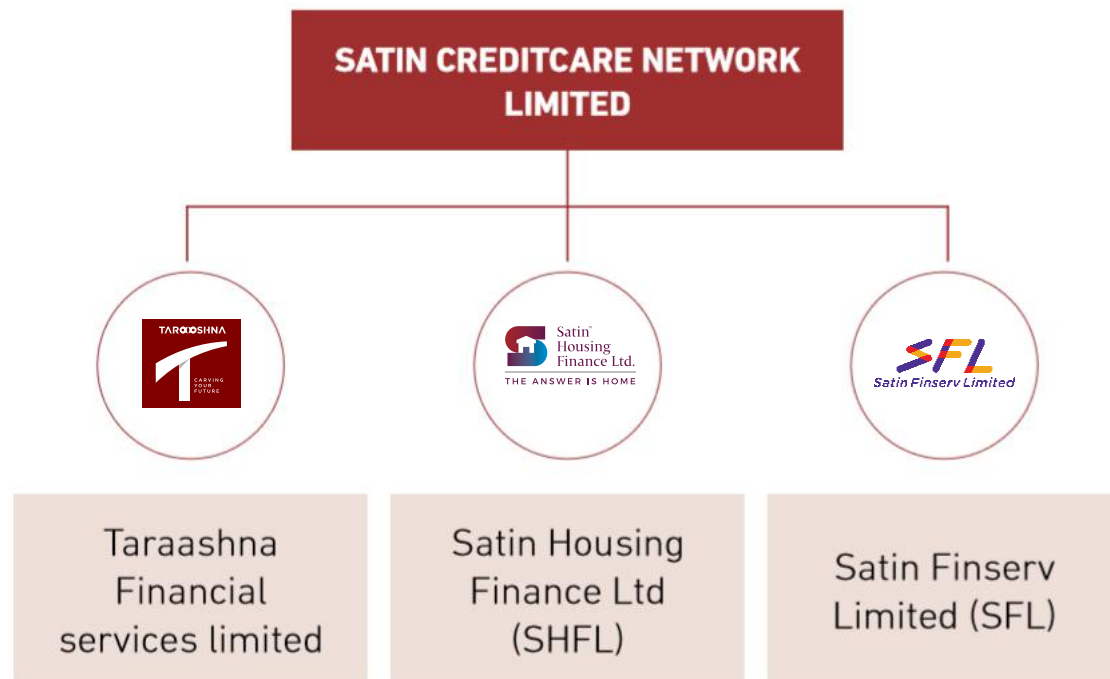 SATIN CREDITCARE NETWORK
LIMITED
TARAASHNA
CARVING
YOUR
FUTURE
Satin™
Housing
Finance Ltd.
THE ANSWER IS HOME
SFL
Satin Finserv Limited
Taraashna
Financial
services limited
Satin Housing
Finance Ltd
(SHFL)
Satin Finserv
Limited (SFL)